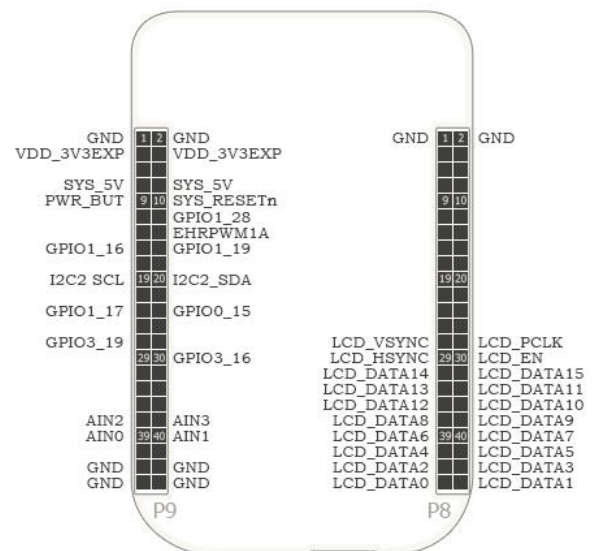 GND 1 2 GND
VDD_3V3EXP VDD_3V3EXP
SYS_5V SYS_5V
PWR_BUT 9 10 SYS_RESETn
GPIO1_28
EHRPWM1A
GPIO1_16 GPIO1_19
I2C2 SCL 19 20 I2C2_SDA
GPIO1_17 GPIO0_15
GPIO3_19
29 30 GPIO3_16
AIN2 AIN3
AIN0 39 40 AIN1
GND GND
GND GND
P9
GND 1 2 GND
9 10
19 20
LCD_VSYNC LCD_PCLK
LCD_HSYNC 29 30 LCD_EN
LCD_DATA14 LCD_DATA15
LCD_DATA13 LCD_DATA11
LCD_DATA12 LCD_DATA10
LCD_DATA8 LCD_DATA9
LCD_DATA6 39 40 LCD_DATA7
LCD_DATA4 LCD_DATA5
LCD_DATA2 LCD_DATA3
LCD_DATA0 LCD_DATA1
P8